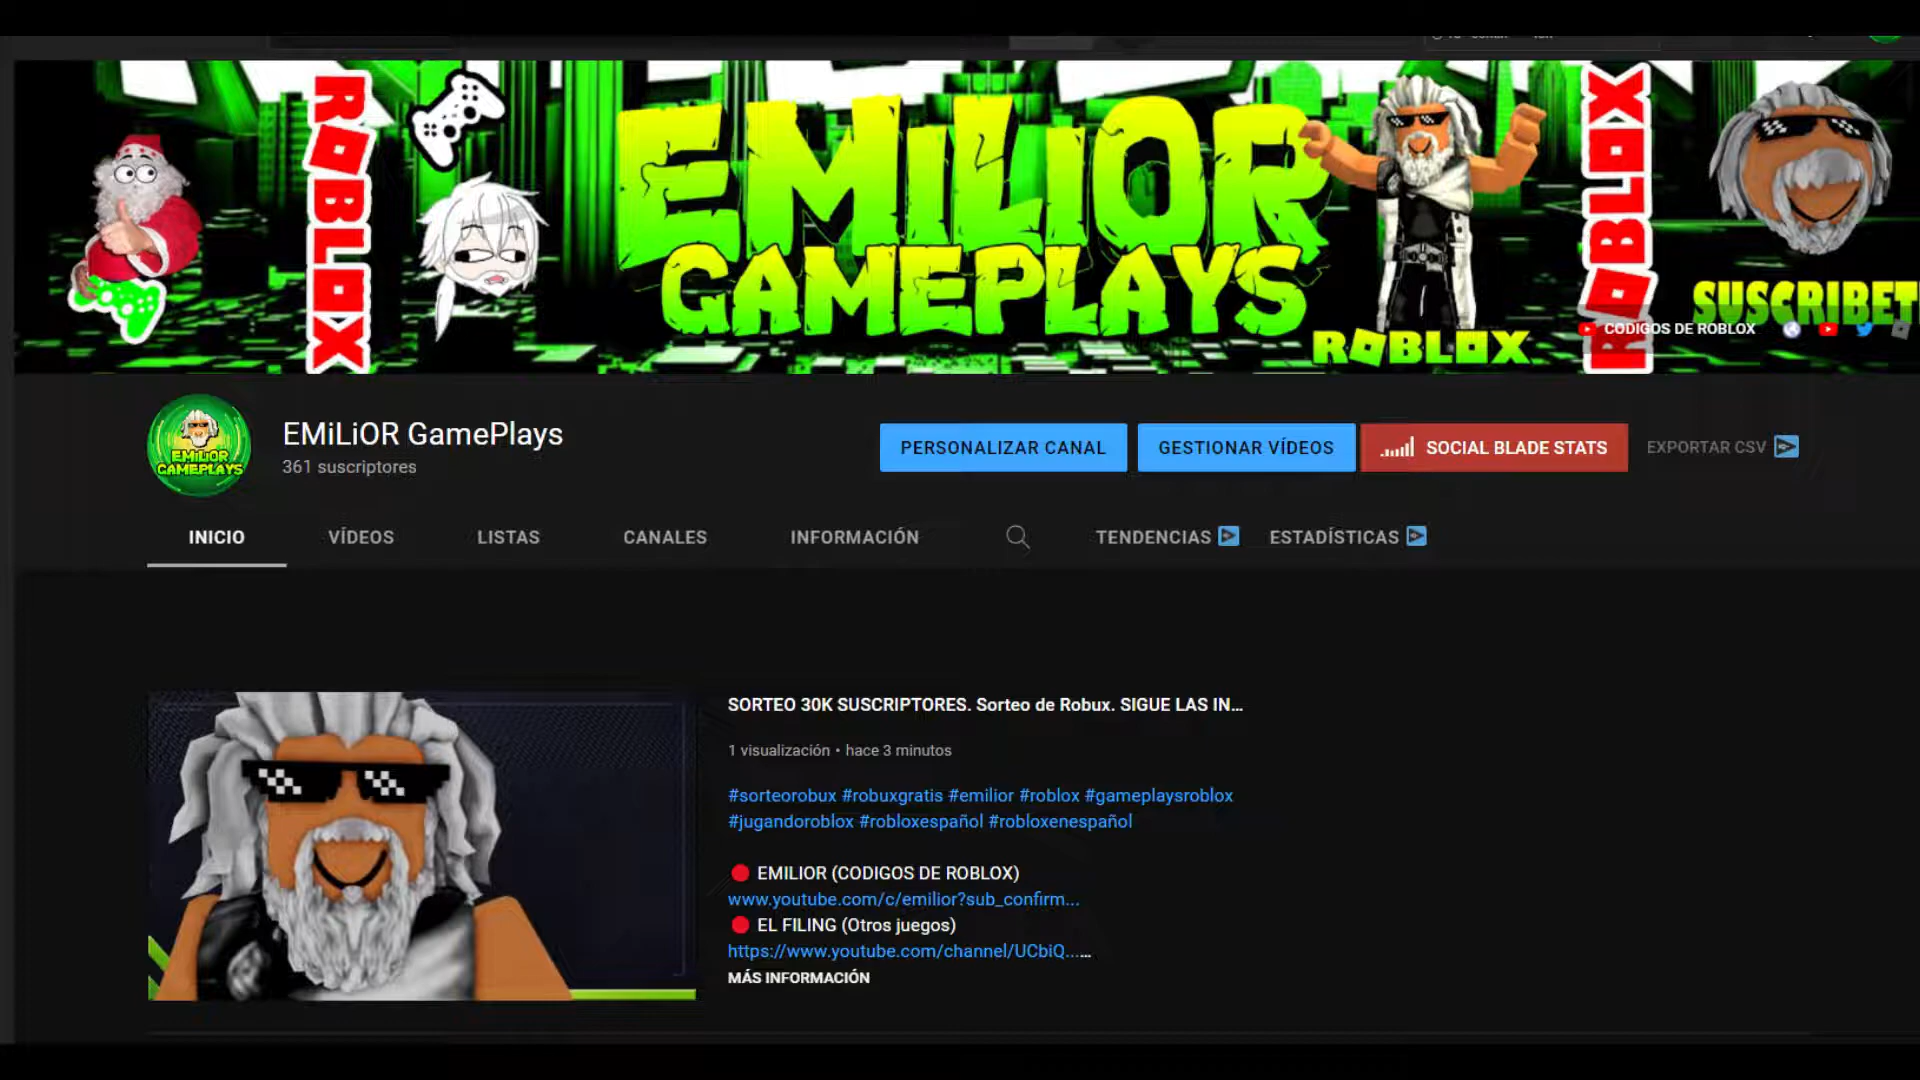 ROBLOX
EMiLiOR
GAMEPLAYS
ROBLOX
ROBLOX
SUSCRIBET
CODIGOS DE ROBLOX
EMILIOR
GAMEPLAYS
EMiLiOR GamePlays
361 suscriptores
PERSONALIZAR CANAL
GESTIONAR VÍDEOS
SOCIAL BLADE STATS
EXPORTAR CSV
INICIO
VÍDEOS
LISTAS
CANALES
INFORMACIÓN
TENDENCIAS
ESTADÍSTICAS
SORTEO 30K SUSCRIPTORES. Sorteo de Robux. SIGUE LAS IN...
1 visualización • hace 3 minutos
#sorteorobux #robuxgratis #emilior #roblox #gameplaysroblox
#jugandoroblox #robloxespañol #robloxenespañol
EMILIOR (CODIGOS DE ROBLOX)
www.youtube.com/c/emilior?sub_confirm...
EL FILING (Otros juegos)
https://www.youtube.com/channel/UCbiQ......
MÁS INFORMACIÓN